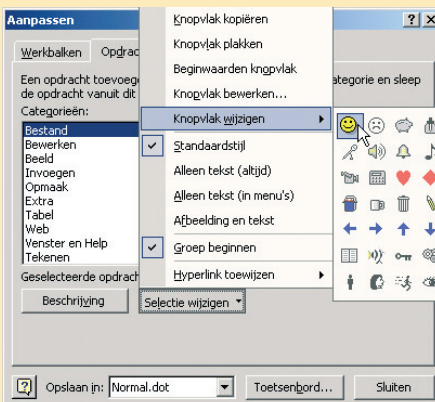 Aanpassen
Werkbalken
Een opdracht toevoeg
de opdracht vanuit dit
ategorie en sleep
Categorieën:
Bestand
Bewerken
Beeld
Invoegen
Opmaak
Extra
Tabel
Web
Venster en Help
Tekenen
Geselecteerde opdrach
Beschrijving
Selectie wijzigen
Knopvlak kopiëren
Knopvlak plakken
Beginwaarden knopvlak
Knopvlak bewerken...
Knopvlak wijzigen
Standaardstijl
Alleen tekst (altijd)
Alleen tekst (in menu's)
Afbeelding en tekst
Groep beginnen
Hyperlink toewijzen
Opslaan in: Normal.dot
Toetsenbord...
Sluiten